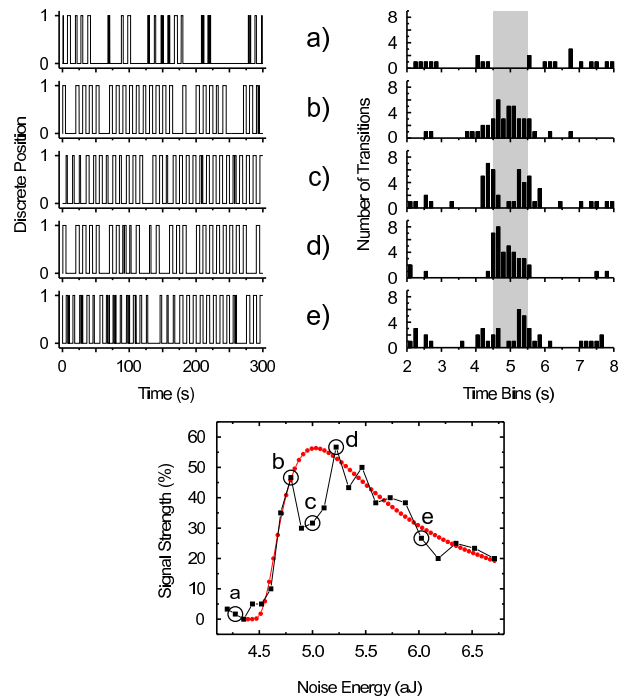 1
0
1
0
1
0
1
0
1
0
0 100 200 300
Time (s)
Discrete Position
a)
b)
c)
d)
e)
8
4
0
8
4
0
8
4
0
8
4
0
8
4
0
2 3 4 5 6 7 8
Time Bins (s)
Number of Transitions
60
50
40
30
20
10
0
4.5 5.0 5.5 6.0 6.5
Noise Energy (aJ)
Signal Strength (%)
a
b
c
d
e